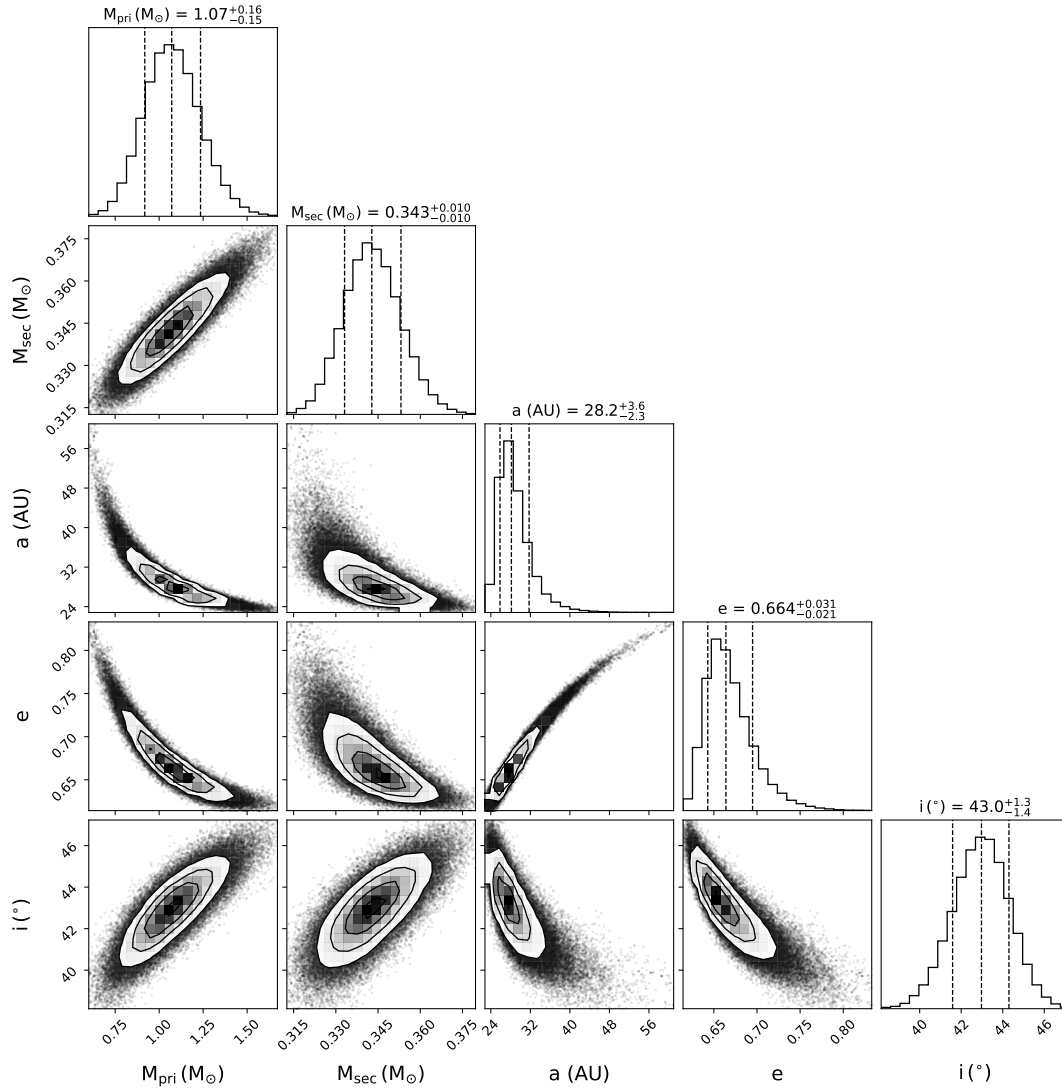 M_pri (M_⊙) = 1.07^{+0.16}_{−0.15}
M_sec (M_⊙) = 0.343^{+0.010}_{−0.010}
0.375
0.360
0.345
0.330
0.315
M_sec (M_⊙)
a (AU) = 28.2^{+3.6}_{−2.3}
56
48
40
32
24
a (AU)
e = 0.664^{+0.031}_{−0.021}
0.80
0.75
0.70
0.65
e
i (°) = 43.0^{+1.3}_{−1.4}
46
44
42
40
i (°)
0.75 1.00 1.25 1.50
0.315 0.330 0.345 0.360 0.375
24 32 40 48 56
0.65 0.70 0.75 0.80
40 42 44 46
M_pri (M_⊙) M_sec (M_⊙) a (AU) e i (°)